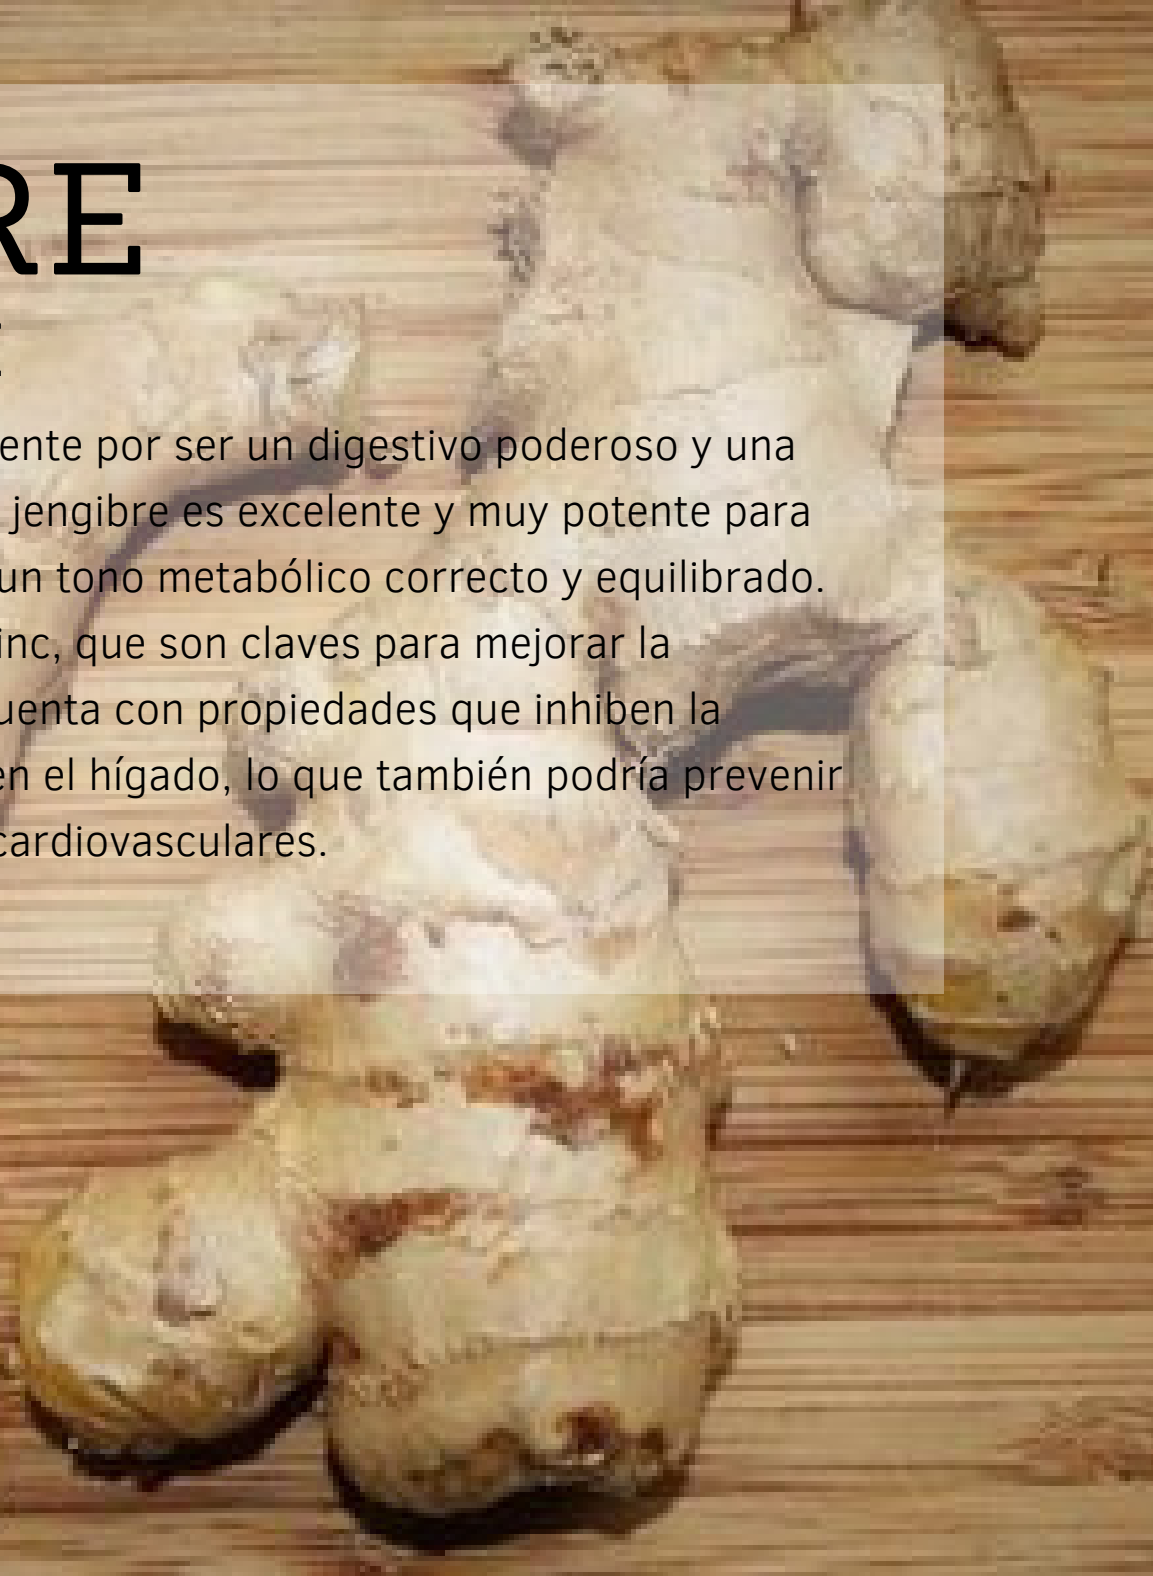 RE
ente por ser un digestivo poderoso y una
jengibre es excelente y muy potente para
un tono metabólico correcto y equilibrado.
inc, que son claves para mejorar la
uenta con propiedades que inhiben la
en el hígado, lo que también podría prevenir
cardiovasculares.